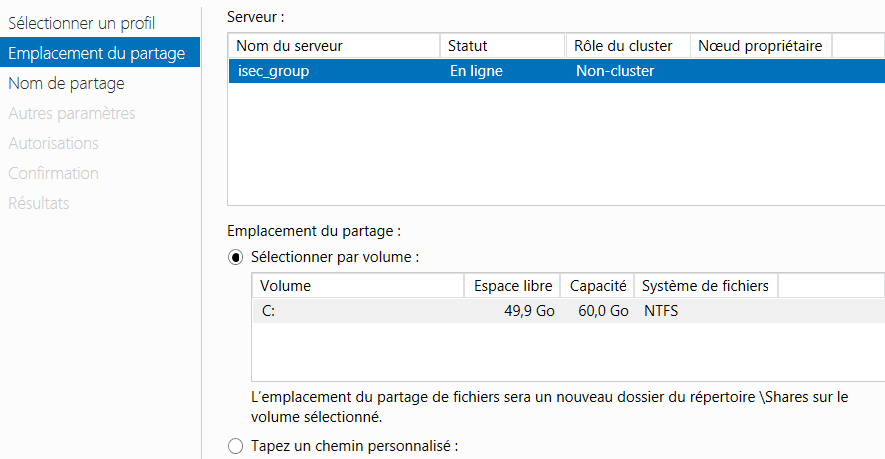 Sélectionner un profil
Emplacement du partage
Nom de partage
Autres paramètres
Autorisations
Confirmation
Résultats
Serveur :
Nom du serveur Statut Rôle du cluster Nœud propriétaire
isec_group En ligne Non-cluster
Emplacement du partage :
Sélectionner par volume :
Volume Espace libre Capacité Système de fichiers
C: 49,9 Go 60,0 Go NTFS
L'emplacement du partage de fichiers sera un nouveau dossier du répertoire \Shares sur le
volume sélectionné.
Tapez un chemin personnalisé :